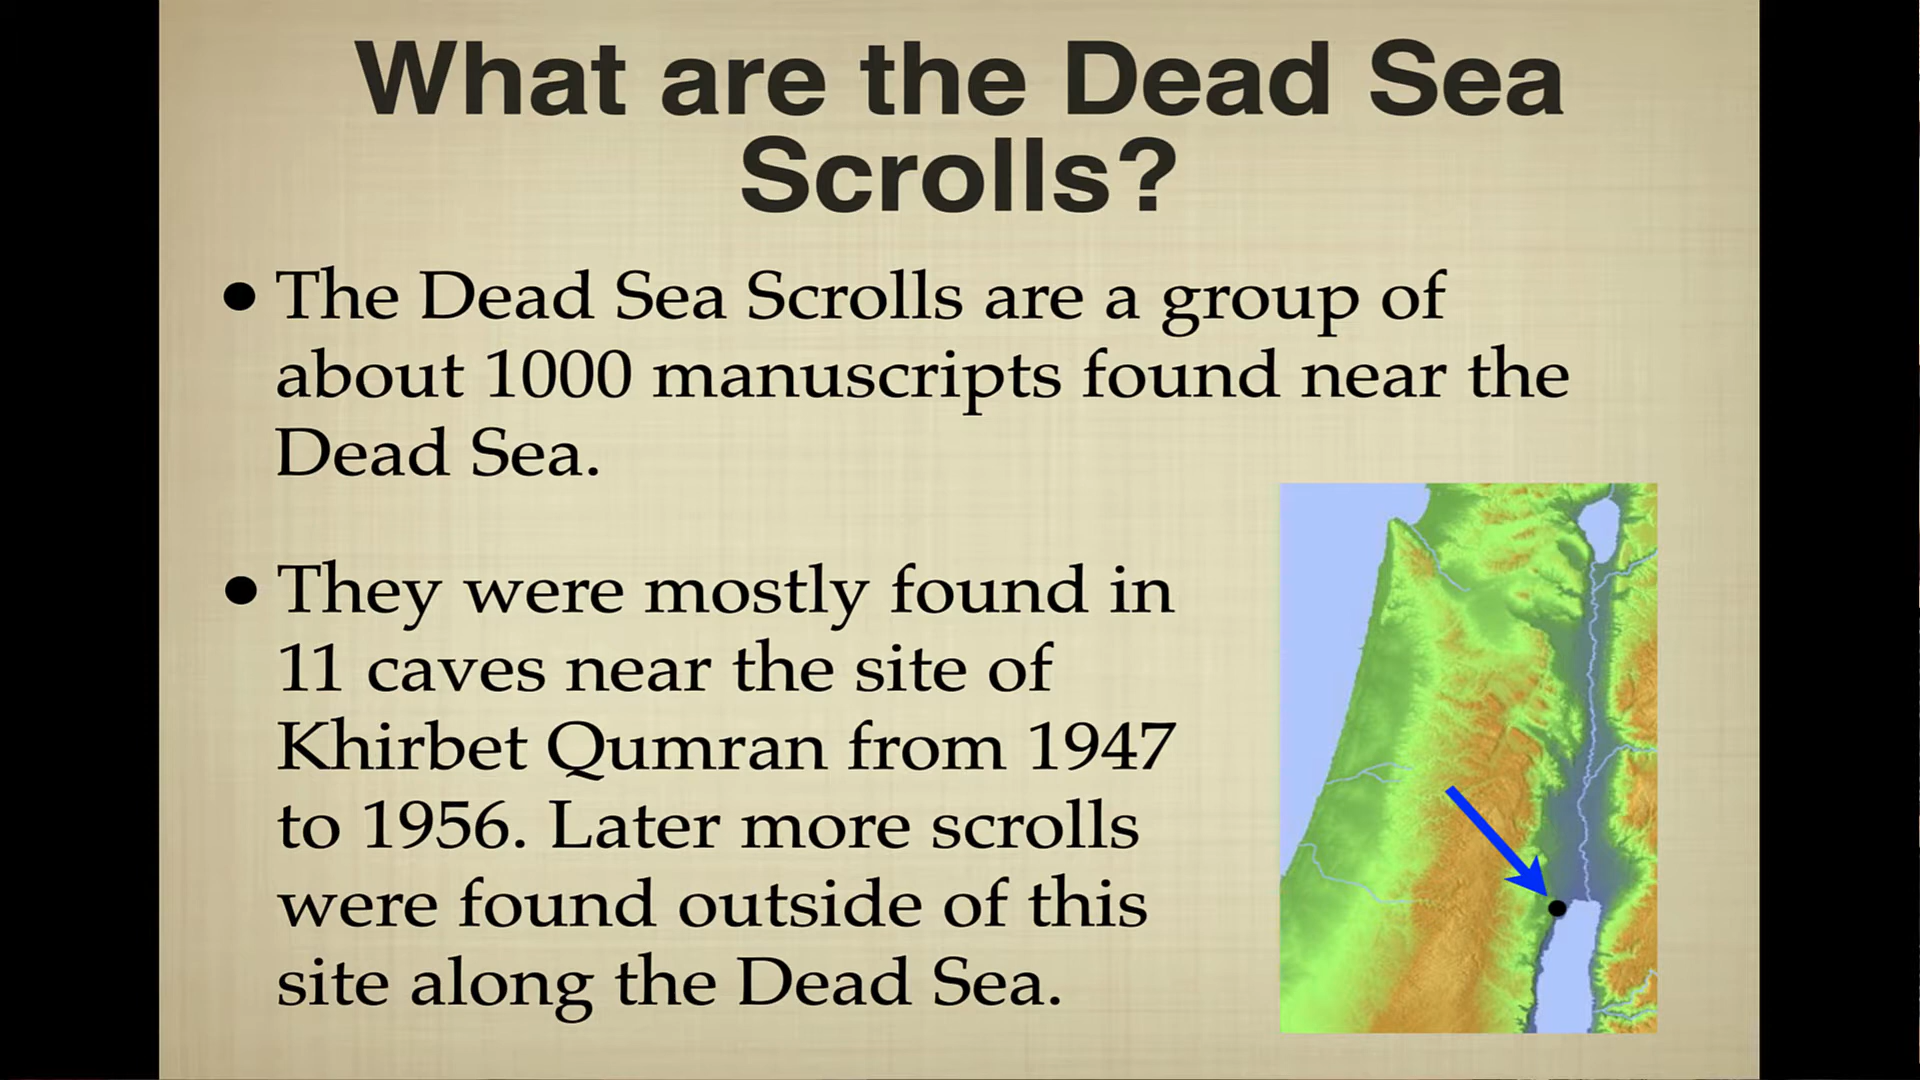 What are the Dead Sea
Scrolls?
• The Dead Sea Scrolls are a group of
about 1000 manuscripts found near the
Dead Sea.
• They were mostly found in
11 caves near the site of
Khirbet Qumran from 1947
to 1956. Later more scrolls
were found outside of this
site along the Dead Sea.